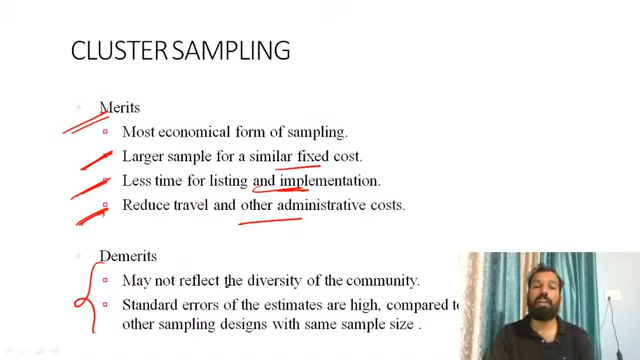 CLUSTER SAMPLING
Merits
Most economical form of sampling.
Larger sample for a similar fixed cost.
Less time for listing and implementation.
Reduce travel and other administrative costs.
Demerits
May not reflect the diversity of the community.
Standard errors of the estimates are high, compared to
other sampling designs with same sample size .